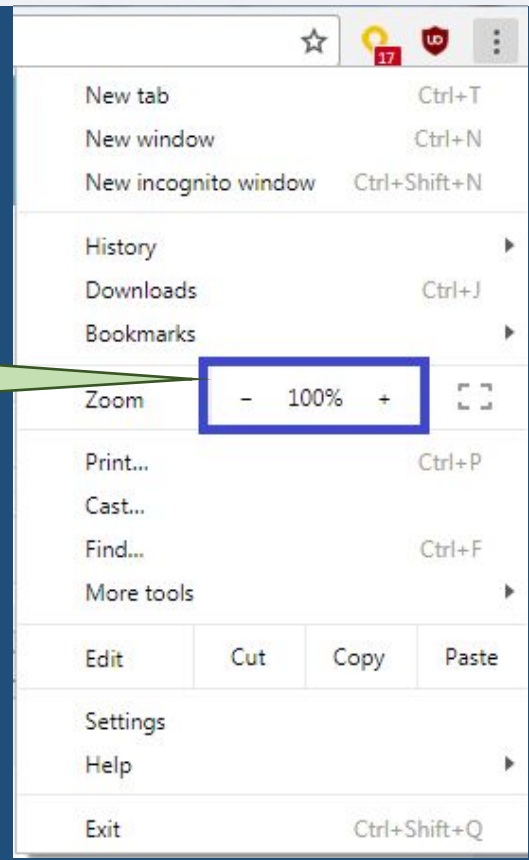 17 UD
New tab Ctrl+T
New window Ctrl+N
New incognito window Ctrl+Shift+N
History
Downloads Ctrl+J
Bookmarks
Zoom - 100% +
Print... Ctrl+P
Cast...
Find... Ctrl+F
More tools
Edit Cut Copy Paste
Settings
Help
Exit Ctrl+Shift+Q